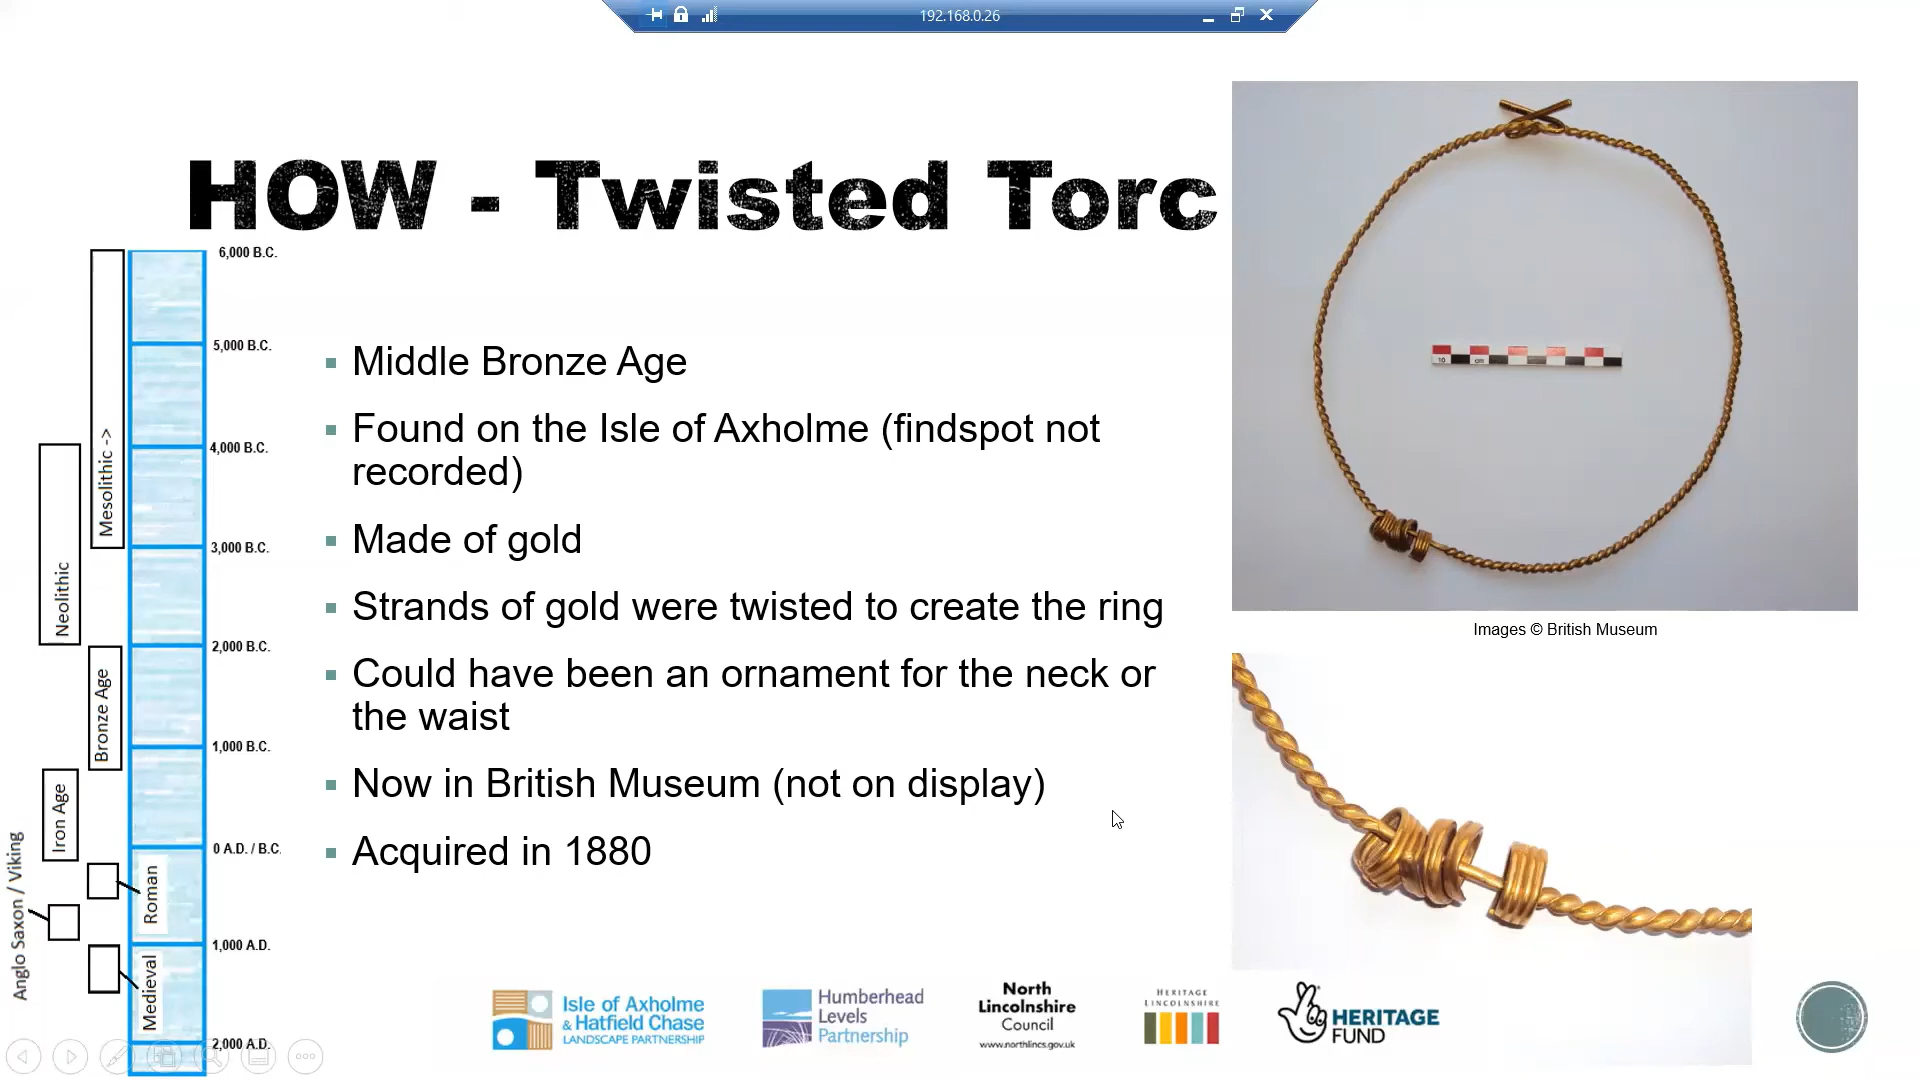 192.168.0.26
HOW - Twisted Torc
6,000 B.C.
5,000 B.C.
4,000 B.C.
3,000 B.C.
2,000 B.C.
1,000 B.C.
0 A.D. / B.C.
1,000 A.D.
2,000 A.D.
Mesolithic ->
Neolithic
Bronze Age
Iron Age
Roman
Anglo Saxon / Viking
Medieval
Middle Bronze Age
Found on the Isle of Axholme (findspot not
recorded)
Made of gold
Strands of gold were twisted to create the ring
Could have been an ornament for the neck or
the waist
Now in British Museum (not on display)
Acquired in 1880
10 cm
Images © British Museum
Isle of Axholme
& Hatfield Chase
LANDSCAPE PARTNERSHIP
Humberhead
Levels
Partnership
North
Lincolnshire
Council
www.northlincs.gov.uk
HERITAGE
LINCOLNSHIRE
HERITAGE
FUND